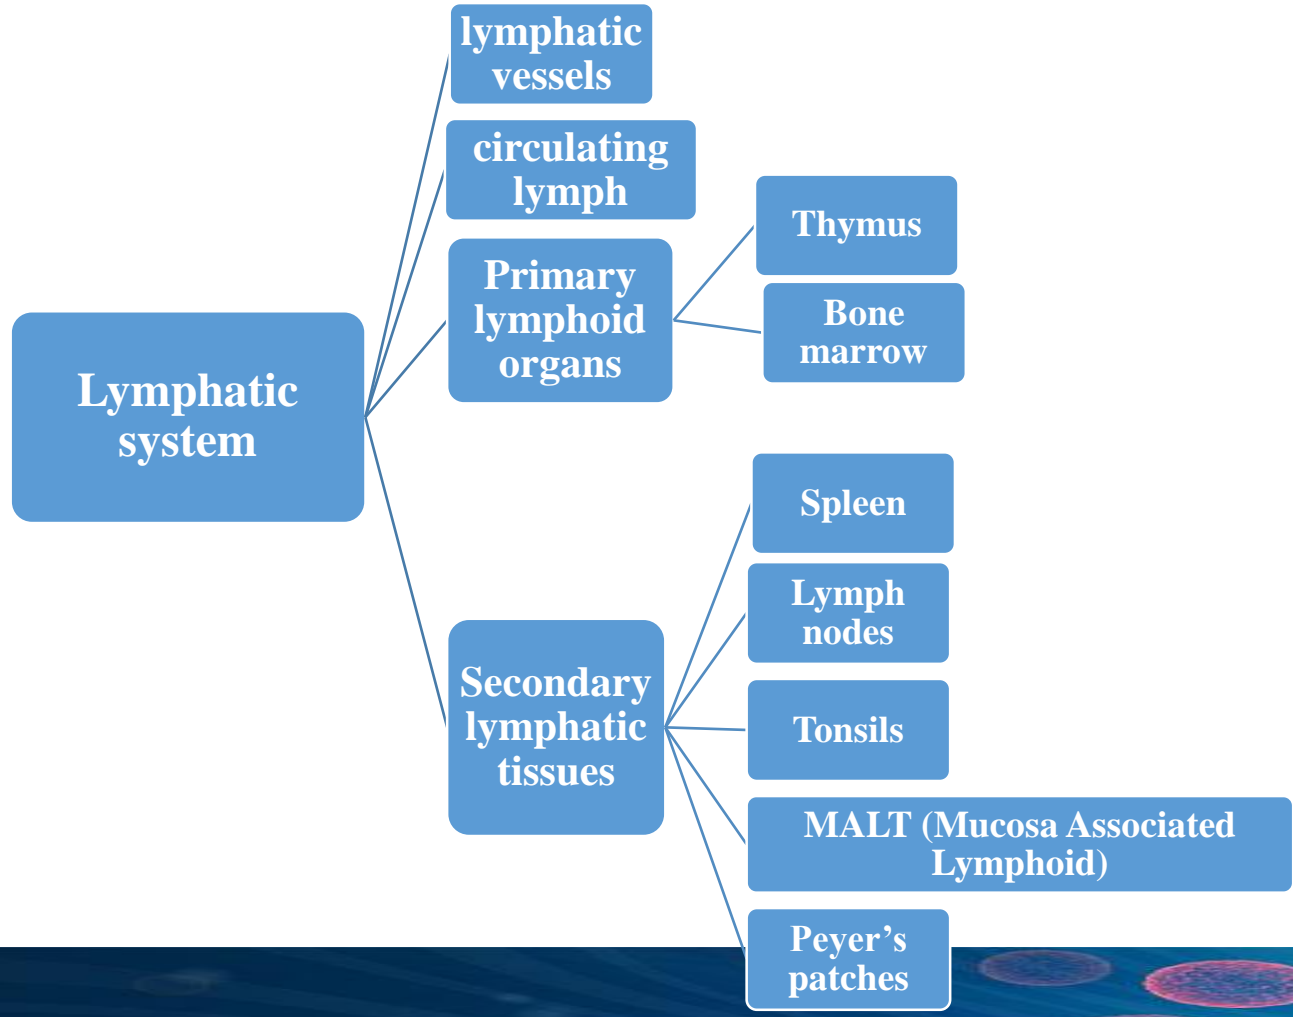 Lymphatic
system
lymphatic
vessels
circulating
lymph
Primary
lymphoid
organs
Thymus
Bone
marrow
Secondary
lymphatic
tissues
Spleen
Lymph
nodes
Tonsils
MALT (Mucosa Associated
Lymphoid)
Peyer’s
patches